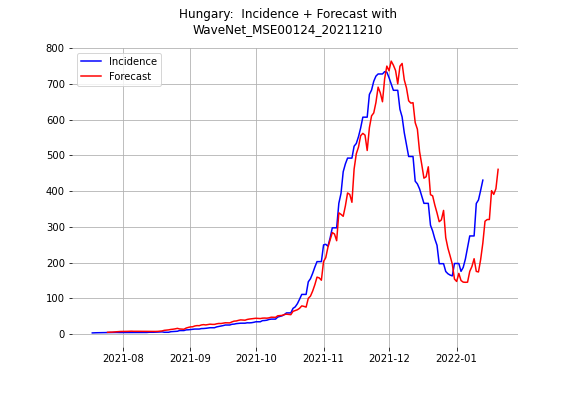 Hungary:  Incidence + Forecast with
WaveNet_MSE00124_20211210
Incidence
Forecast
800
700
600
500
400
300
200
100
0
2021-08 2021-09 2021-10 2021-11 2021-12 2022-01